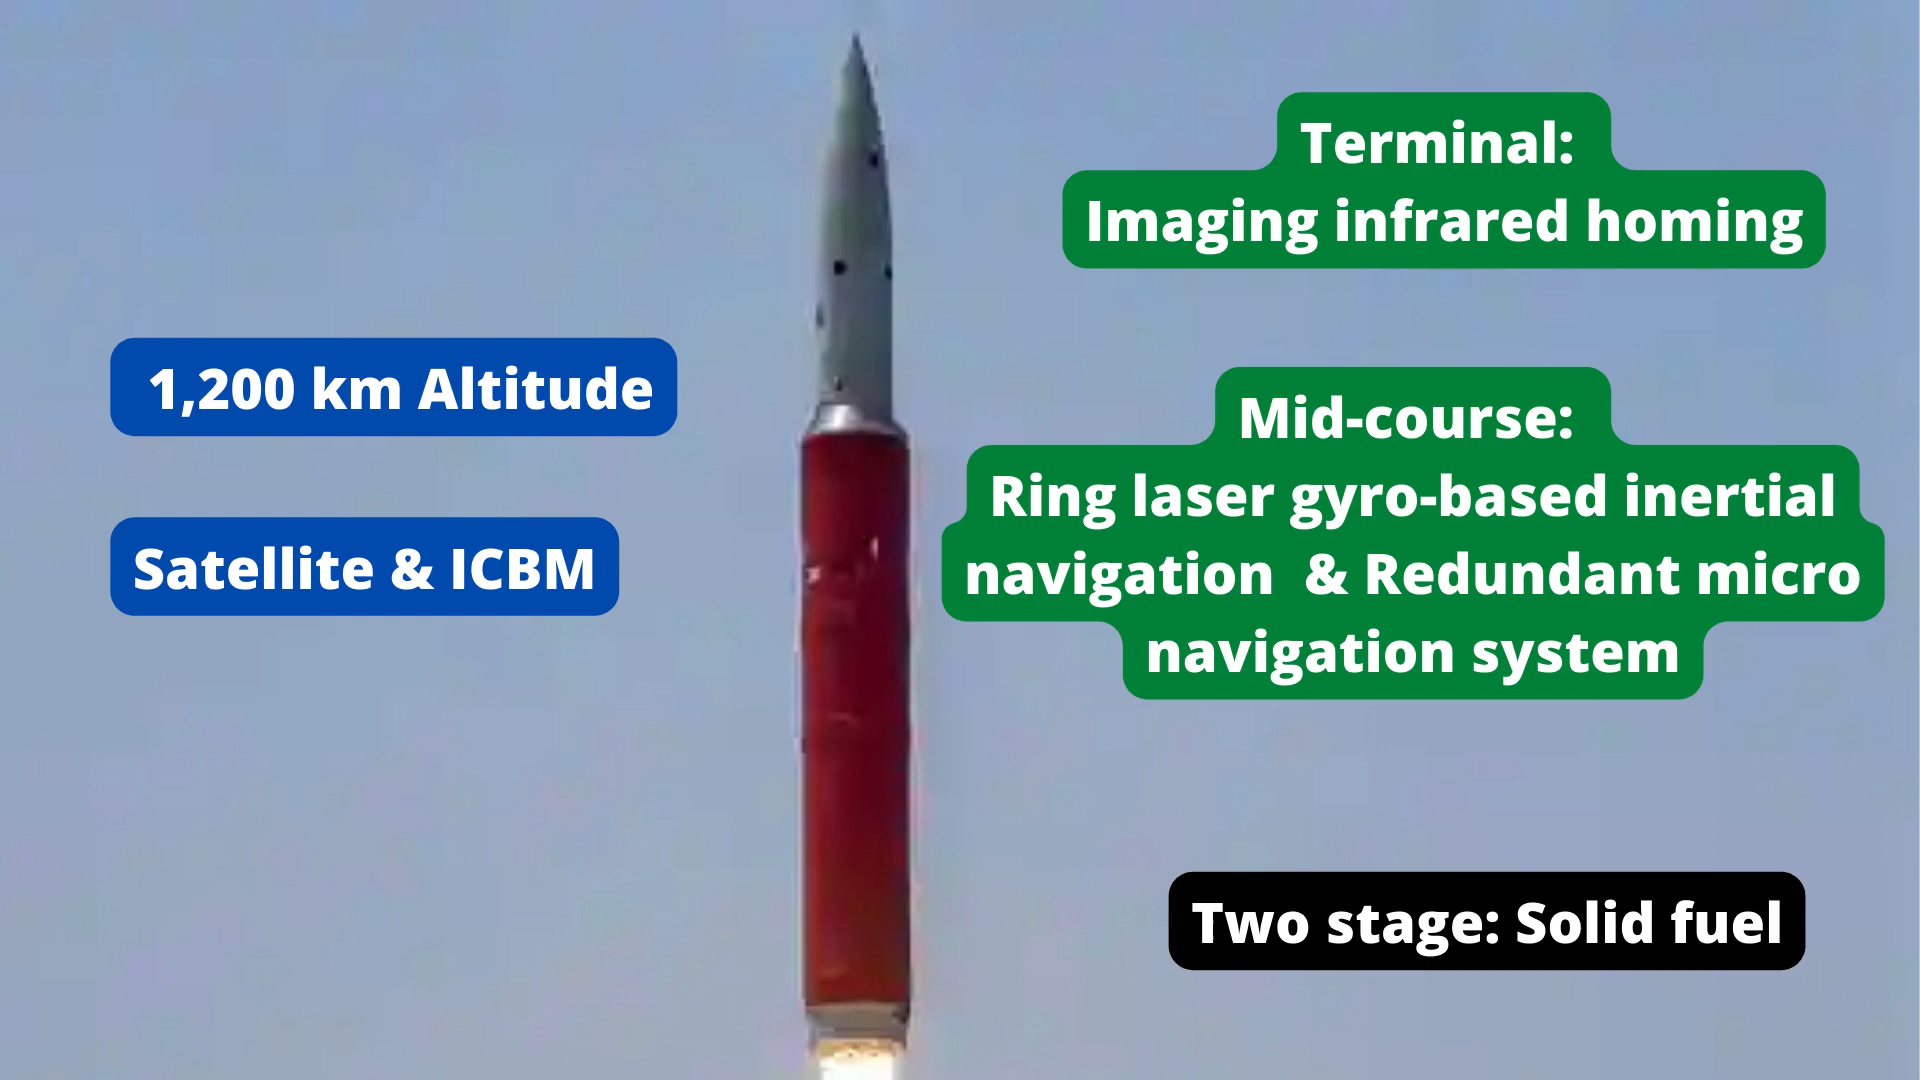 1,200 km Altitude
Satellite & ICBM
Terminal:
Imaging infrared homing
Mid-course:
Ring laser gyro-based inertial
navigation & Redundant micro
navigation system
Two stage: Solid fuel